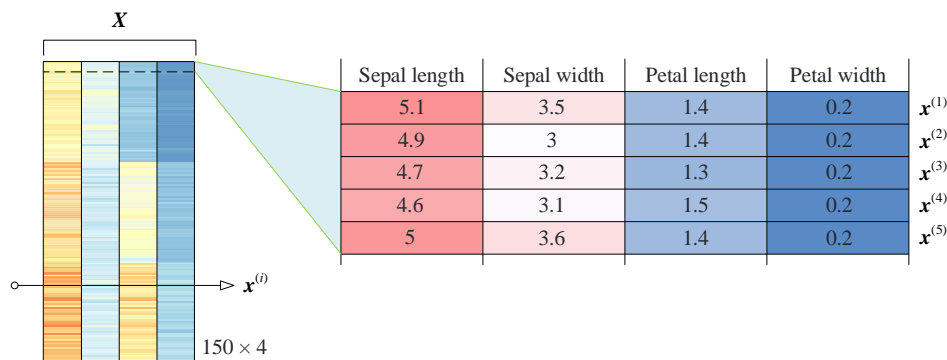 X
Sepal length Sepal width Petal length Petal width
5.1 3.5 1.4 0.2 x^(1)
4.9 3 1.4 0.2 x^(2)
4.7 3.2 1.3 0.2 x^(3)
4.6 3.1 1.5 0.2 x^(4)
5 3.6 1.4 0.2 x^(5)
x^(i)
150 × 4